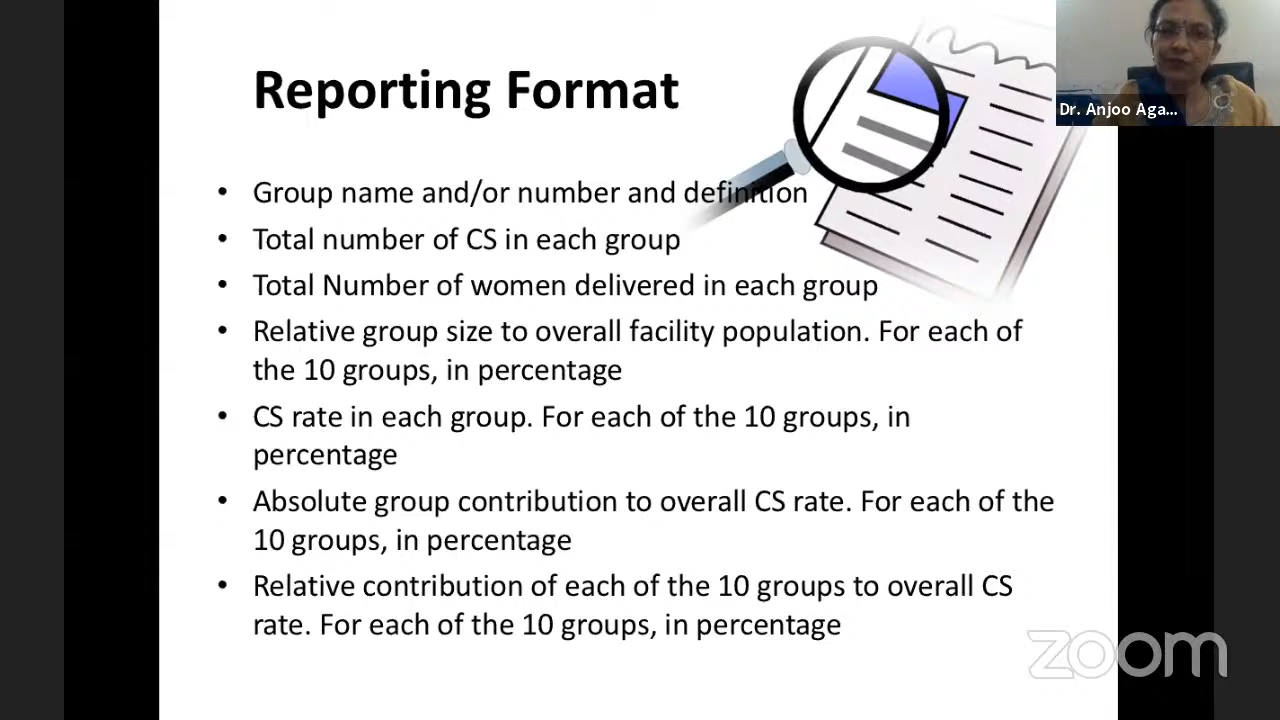 Reporting Format
Dr. Anjoo Aga...
• Group name and/or number and definition
• Total number of CS in each group
• Total Number of women delivered in each group
• Relative group size to overall facility population. For each of
the 10 groups, in percentage
• CS rate in each group. For each of the 10 groups, in
percentage
• Absolute group contribution to overall CS rate. For each of the
10 groups, in percentage
• Relative contribution of each of the 10 groups to overall CS
rate. For each of the 10 groups, in percentage
zoom